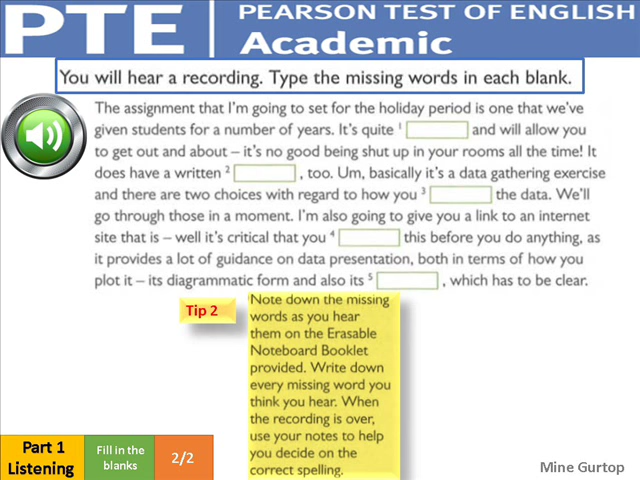 PTE
PEARSON TEST OF ENGLISH
Academic
You will hear a recording. Type the missing words in each blank.
The assignment that I'm going to set for the holiday period is one that we've
given students for a number of years. It's quite 1 and will allow you
to get out and about – it's no good being shut up in your rooms all the time! It
does have a written 2 , too. Um, basically it's a data gathering exercise
and there are two choices with regard to how you 3 the data. We'll
go through those in a moment. I'm also going to give you a link to an internet
site that is – well it's critical that you 4 this before you do anything, as
it provides a lot of guidance on data presentation, both in terms of how you
plot it – its diagrammatic form and also its 5 , which has to be clear.
Tip 2
Note down the missing
words as you hear
them on the Erasable
Noteboard Booklet
provided. Write down
every missing word you
think you hear. When
the recording is over,
use your notes to help
you decide on the
correct spelling.
Part 1
Listening
Fill in the
blanks
2/2
Mine Gurtop